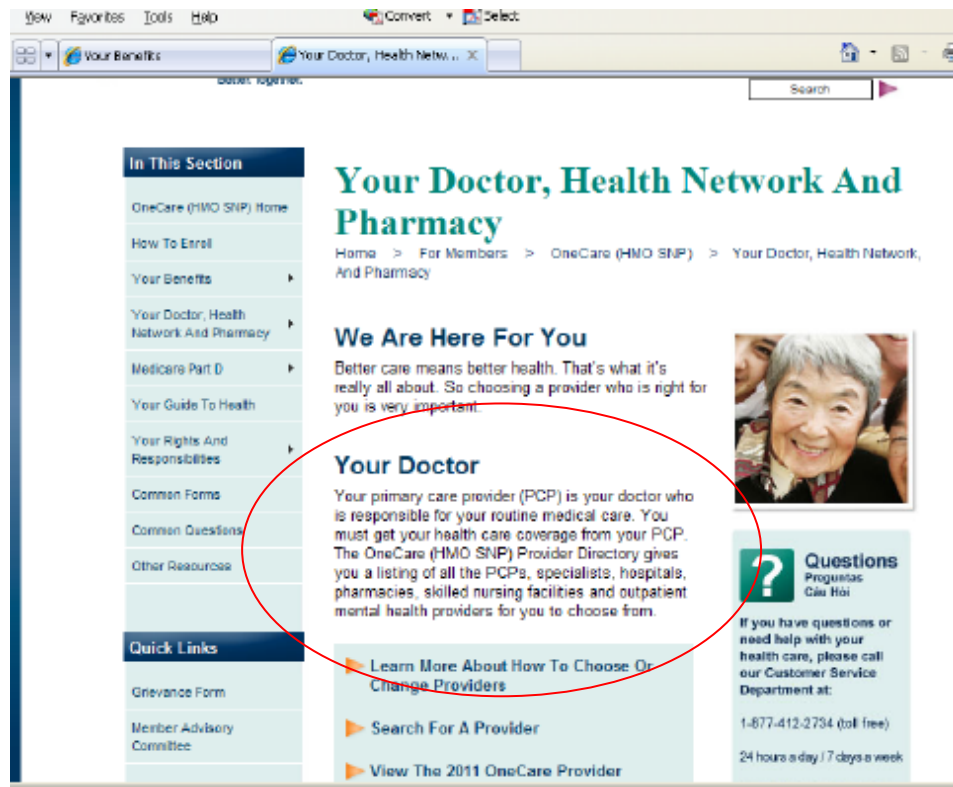 View Favorites Tools Help
Convert Select
Your Benefits
Your Doctor, Health Netw... X
Better. Together.
Search
In This Section
OneCare (HMO SNP) Home
How To Enroll
Your Benefits
Your Doctor, Health
Network And Pharmacy
Medicare Part D
Your Guide To Health
Your Rights And
Responsibilities
Common Forms
Common Questions
Other Resources
Quick Links
Grievance Form
Member Advisory
Committee
Your Doctor, Health Network And
Pharmacy
Home > For Members > OneCare (HMO SNP) > Your Doctor, Health Network,
And Pharmacy
We Are Here For You
Better care means better health. That's what it's
really all about. So choosing a provider who is right for
you is very important.
Your Doctor
Your primary care provider (PCP) is your doctor who
is responsible for your routine medical care. You
must get your health care coverage from your PCP.
The OneCare (HMO SNP) Provider Directory gives
you a listing of all the PCPs, specialists, hospitals,
pharmacies, skilled nursing facilities and outpatient
mental health providers for you to choose from.
Learn More About How To Choose Or
Change Providers
Search For A Provider
View The 2011 OneCare Provider
?
Questions
Preguntas
Câu Hỏi
If you have questions or
need help with your
health care, please call
our Customer Service
Department at:
1-877-412-2734 (toll free)
24 hours a day / 7 days a week